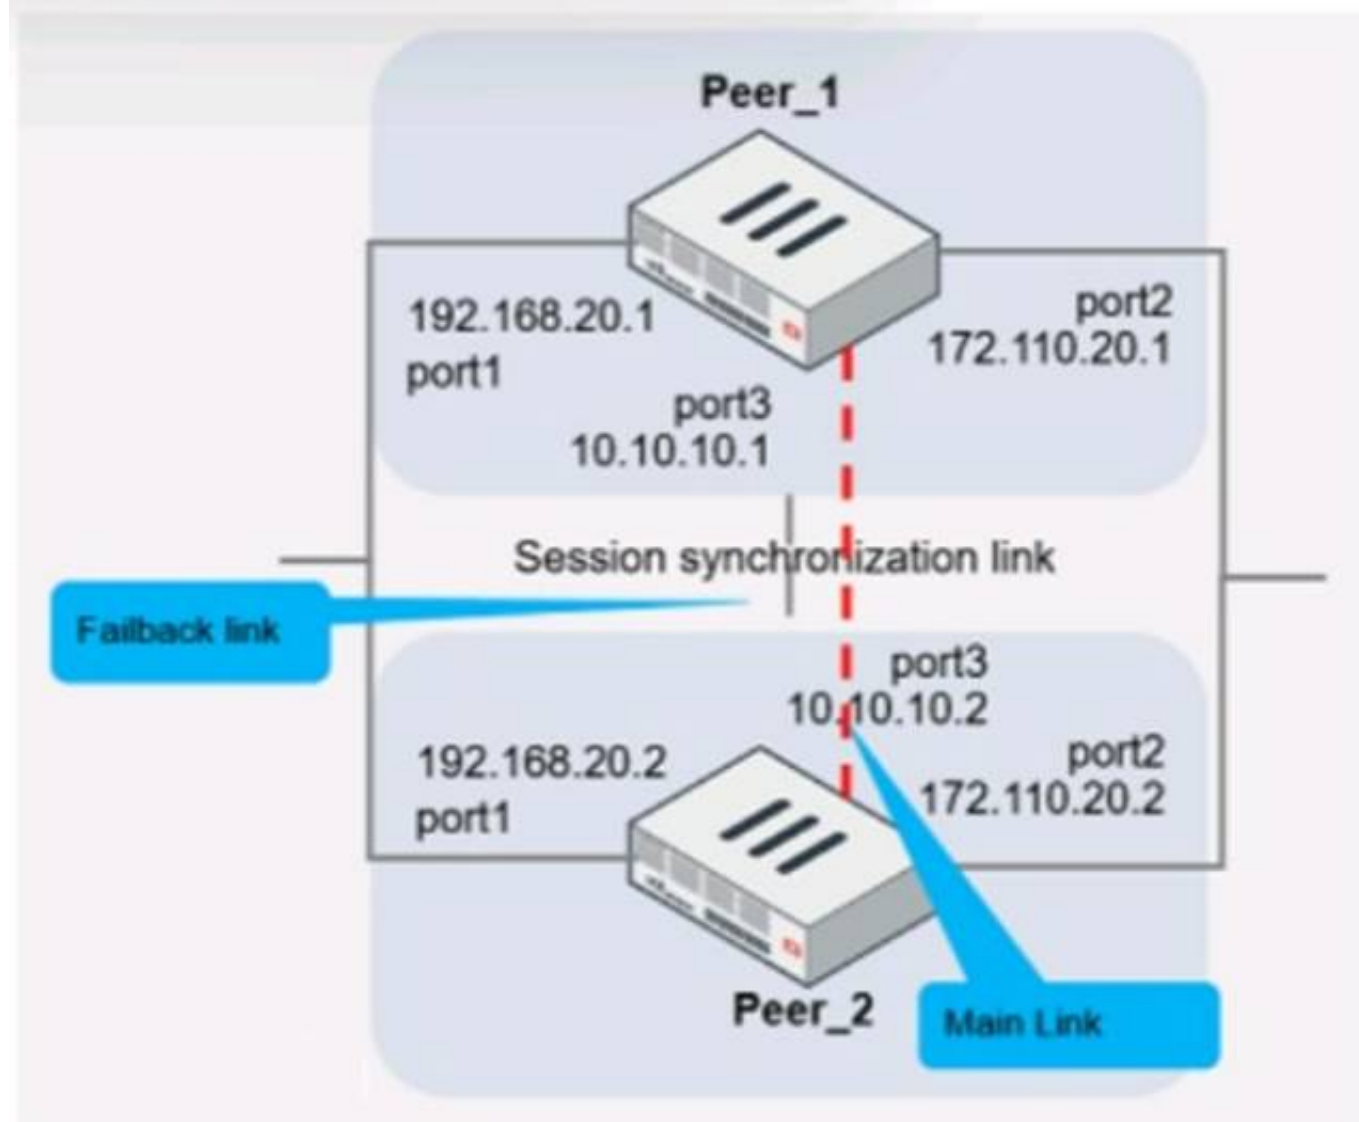 Peer_1
192.168.20.1
port1
port2
172.110.20.1
port3
10.10.10.1
Session synchronization link
Failback link
port3
10.10.10.2
192.168.20.2
port1
port2
172.110.20.2
Peer_2
Main Link